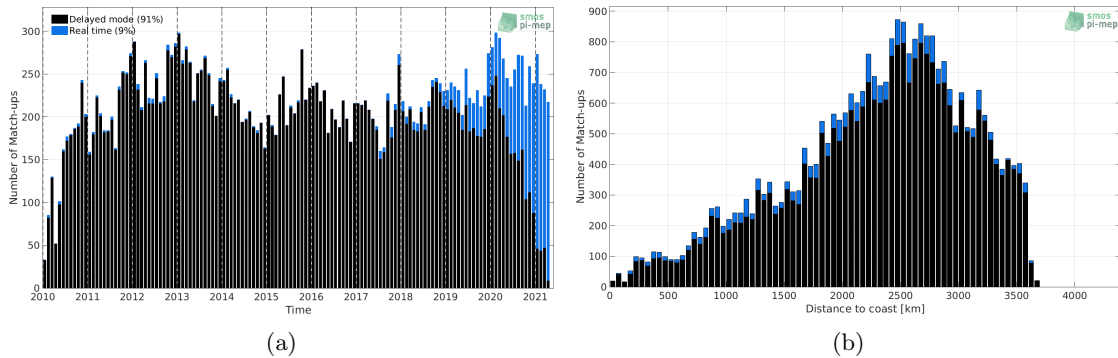 Delayed mode (91%)
Real time (9%)
smos
pi-mep
Number of Match-ups
300
250
200
150
100
50
0
2010 2011 2012 2013 2014 2015 2016 2017 2018 2019 2020 2021
Time
(a)
smos
pi-mep
Number of Match-ups
900
800
700
600
500
400
300
200
100
0
0 500 1000 1500 2000 2500 3000 3500 4000
Distance to coast [km]
(b)